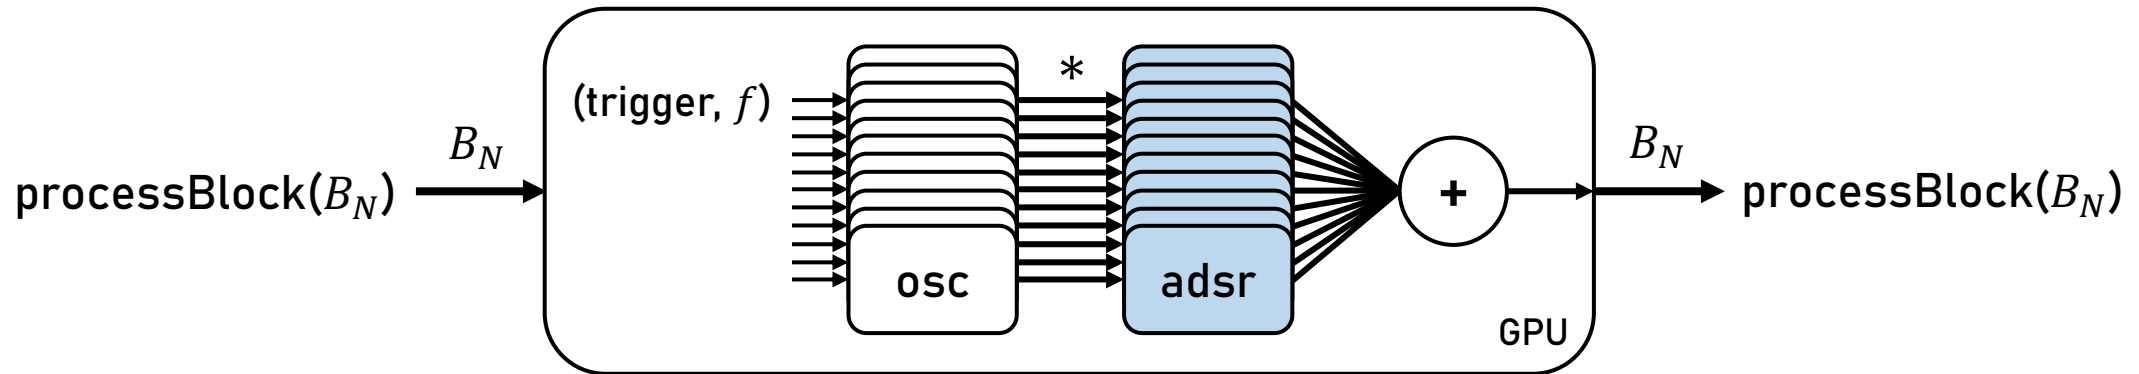 processBlock(B_N)
B_N
(trigger, f)
*
osc
adsr
+
GPU
B_N
processBlock(B_N)